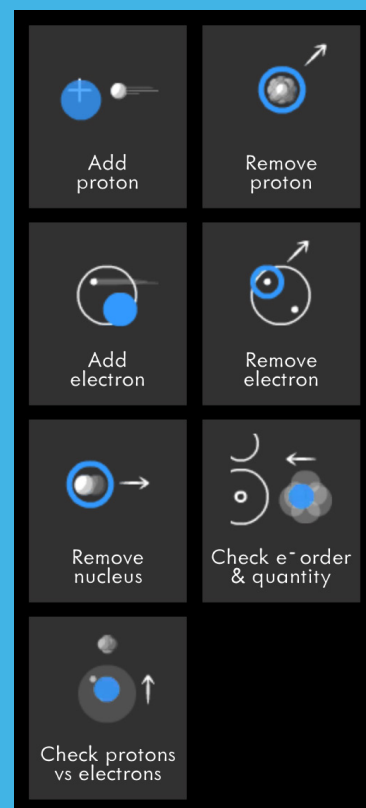 Add
proton
Remove
proton
Add
electron
Remove
electron
Remove
nucleus
Check e⁻ order
& quantity
Check protons
vs electrons